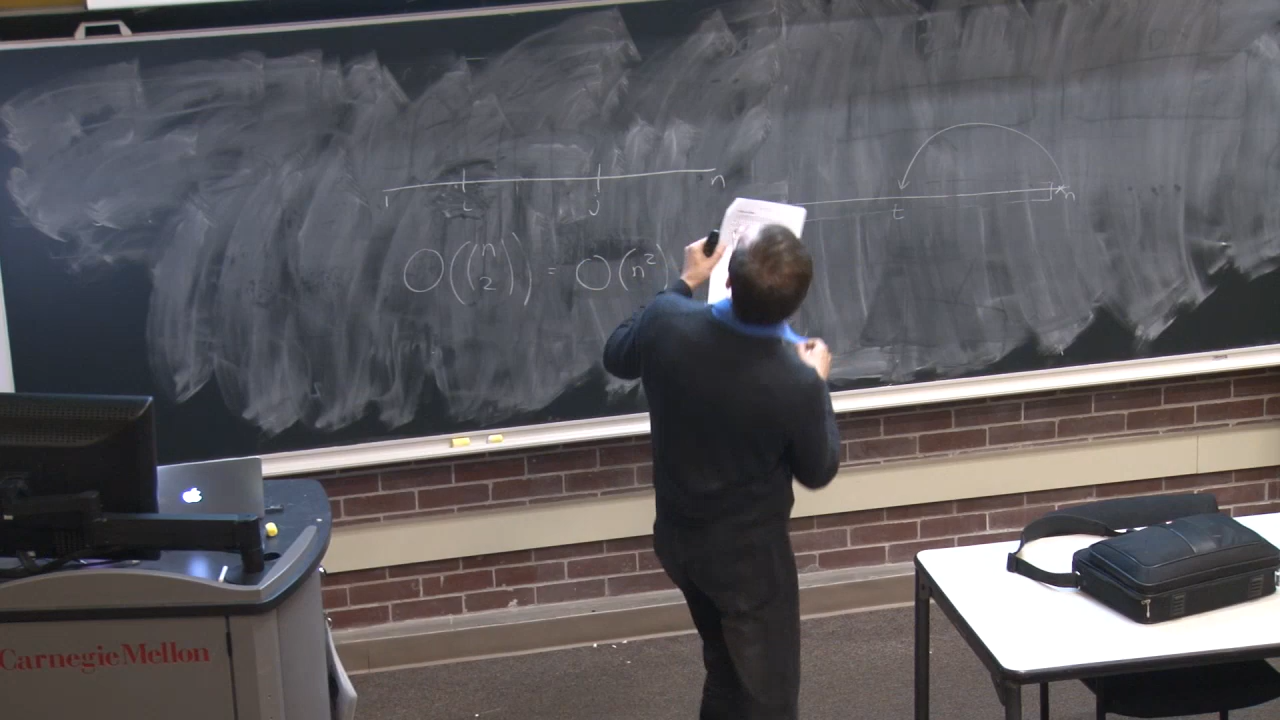 1 i j n
O((n 2)) = O(n²)
t n
Carnegie Mellon